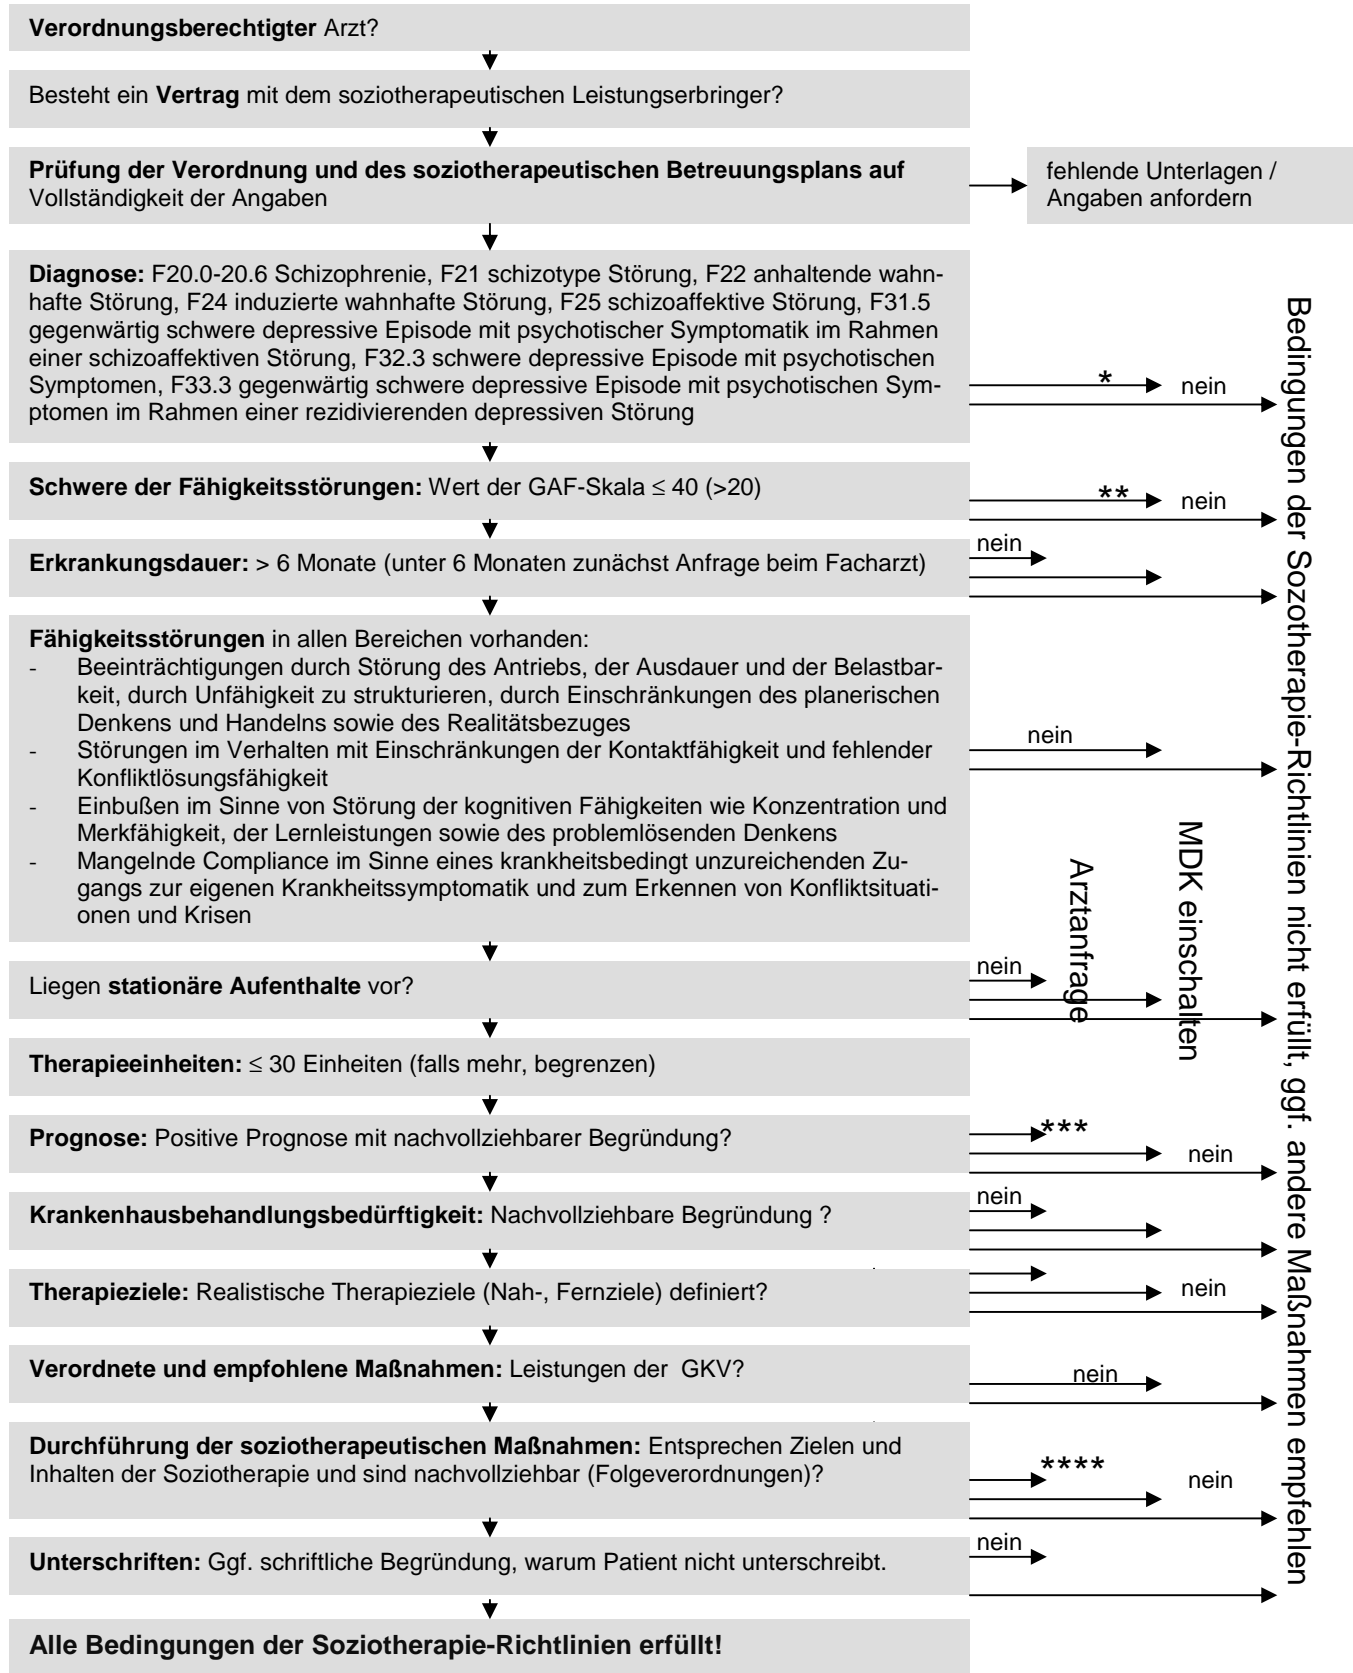 Verordnungsberechtigter Arzt?
Besteht ein Vertrag mit dem soziotherapeutischen Leistungserbringer?
Prüfung der Verordnung und des soziotherapeutischen Betreuungsplans auf
Vollständigkeit der Angaben
fehlende Unterlagen /
Angaben anfordern
Diagnose: F20.0-20.6 Schizophrenie, F21 schizotype Störung, F22 anhaltende wahn-
hafte Störung, F24 induzierte wahnhafte Störung, F25 schizoaffektive Störung, F31.5
gegenwärtig schwere depressive Episode mit psychotischer Symptomatik im Rahmen
einer schizoaffektiven Störung, F32.3 schwere depressive Episode mit psychotischen
Symptomen, F33.3 gegenwärtig schwere depressive Episode mit psychotischen Sym-
ptomen im Rahmen einer rezidivierenden depressiven Störung
* nein
Schwere der Fähigkeitsstörungen: Wert der GAF-Skala ≤ 40 (>20)
** nein
Erkrankungsdauer: > 6 Monate (unter 6 Monaten zunächst Anfrage beim Facharzt)
nein
Fähigkeitsstörungen in allen Bereichen vorhanden:
- Beeinträchtigungen durch Störung des Antriebs, der Ausdauer und der Belastbar-
keit, durch Unfähigkeit zu strukturieren, durch Einschränkungen des planerischen
Denkens und Handelns sowie des Realitätsbezuges
- Störungen im Verhalten mit Einschränkungen der Kontaktfähigkeit und fehlender
Konfliktlösungsfähigkeit
- Einbußen im Sinne von Störung der kognitiven Fähigkeiten wie Konzentration und
Merkfähigkeit, der Lernleistungen sowie des problemlösenden Denkens
- Mangelnde Compliance im Sinne eines krankheitsbedingt unzureichenden Zu-
gangs zur eigenen Krankheitssymptomatik und zum Erkennen von Konfliktsituati-
onen und Krisen
nein
Liegen stationäre Aufenthalte vor?
nein
Therapieeinheiten: ≤ 30 Einheiten (falls mehr, begrenzen)
Prognose: Positive Prognose mit nachvollziehbarer Begründung?
*** nein
Krankenhausbehandlungsbedürftigkeit: Nachvollziehbare Begründung ?
nein
Therapieziele: Realistische Therapieziele (Nah-, Fernziele) definiert?
nein
Verordnete und empfohlene Maßnahmen: Leistungen der GKV?
nein
Durchführung der soziotherapeutischen Maßnahmen: Entsprechen Zielen und
Inhalten der Soziotherapie und sind nachvollziehbar (Folgeverordnungen)?
**** nein
Unterschriften: Ggf. schriftliche Begründung, warum Patient nicht unterschreibt.
nein
Alle Bedingungen der Soziotherapie-Richtlinien erfüllt!
Arztanfrage
MDK einschalten
Bedingungen der Sozotherapie-Richtlinien nicht erfüllt, ggf. andere Maßnahmen empfehlen